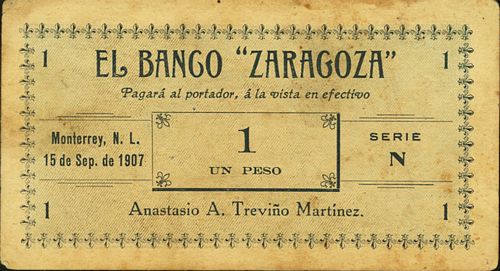 1 1
EL BANCO "ZARAGOZA"
Pagará al portador, á la vista en efectivo
Monterrey, N. L.
15 de Sep. de 1907
1
UN PESO
SERIE
N
1 1
Anastasio A. Treviño Martínez.